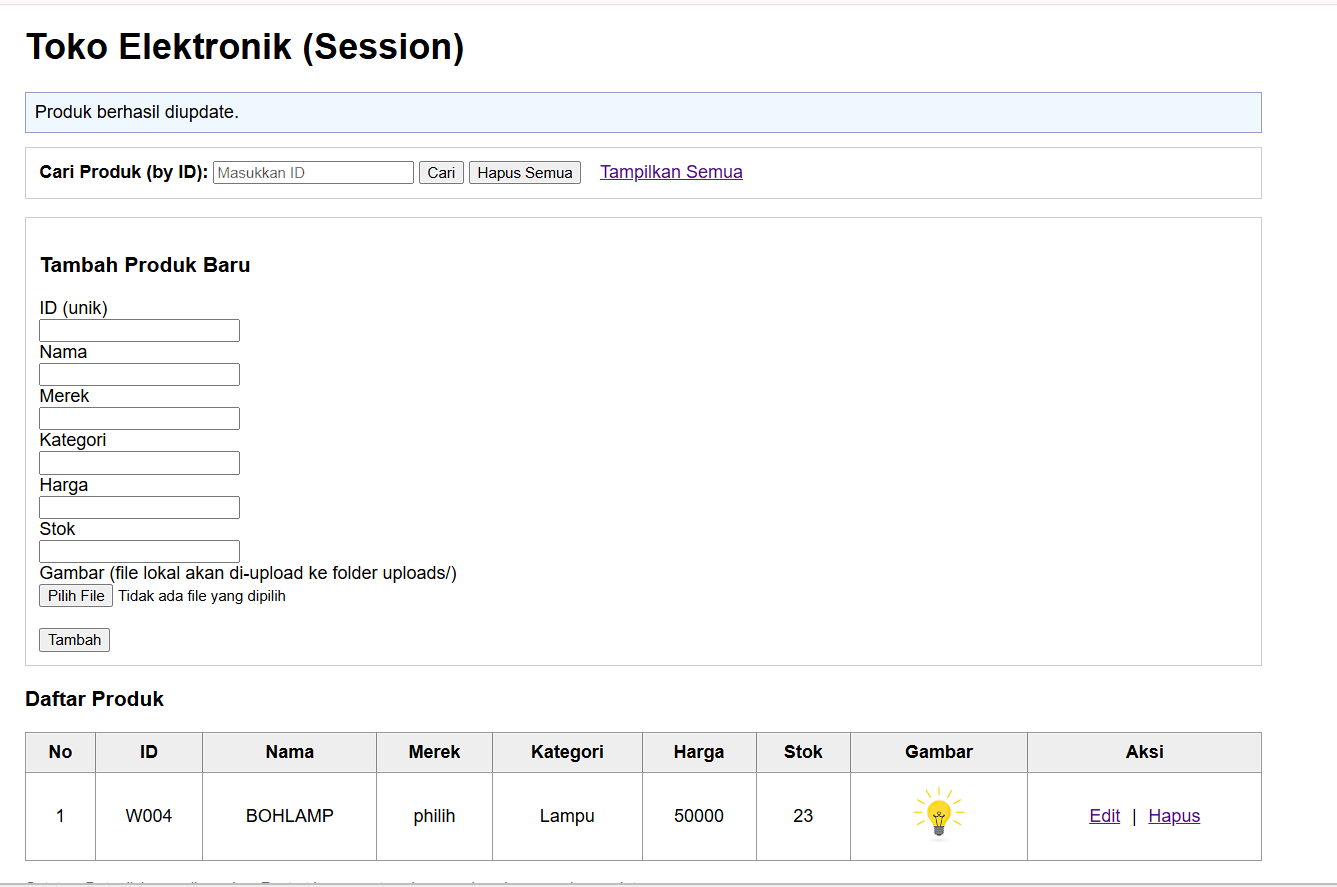 Toko Elektronik (Session)
Produk berhasil diupdate.
Cari Produk (by ID): Masukkan ID Cari Hapus Semua Tampilkan Semua
Tambah Produk Baru
ID (unik)
Nama
Merek
Kategori
Harga
Stok
Gambar (file lokal akan di-upload ke folder uploads/)
Pilih File Tidak ada file yang dipilih
Tambah
Daftar Produk
No ID Nama Merek Kategori Harga Stok Gambar Aksi
1 W004 BOHLAMP philih Lampu 50000 23 Edit | Hapus